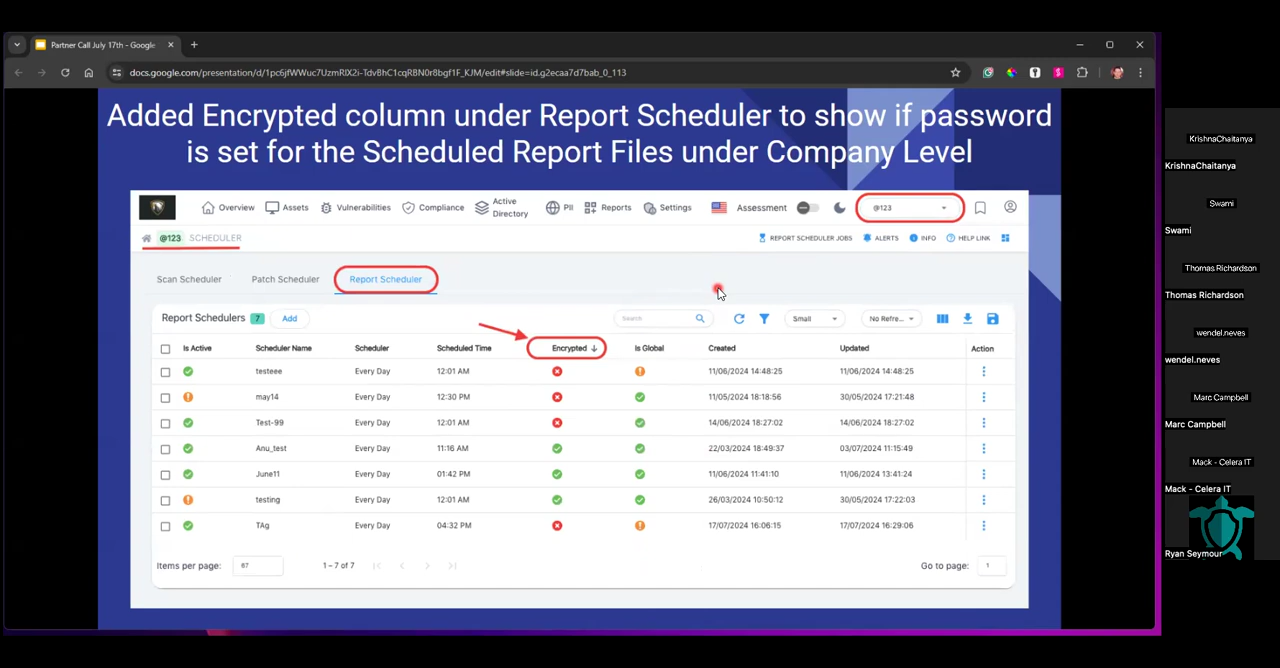 Partner Call July 17th - Google
docs.google.com/presentation/d/1pc6jfWWuc7UzmRlX2i-TdvBhC1cqRBN0r8bgf1F_KJM/edit#slide=id.g2ecaa7d7bab_0_113
Added Encrypted column under Report Scheduler to show if password
is set for the Scheduled Report Files under Company Level
Overview Assets Vulnerabilities Compliance Active Directory PII Reports Settings Assessment @123
@123 SCHEDULER REPORT SCHEDULER JOBS ALERTS INFO HELP LINK
Scan Scheduler Patch Scheduler Report Scheduler
Report Schedulers 7 Add Search Small No Refre...
Is Active Scheduler Name Scheduler Scheduled Time Encrypted Is Global Created Updated Action
testeee Every Day 12:01 AM 11/06/2024 14:48:25 11/06/2024 14:48:25
may14 Every Day 12:30 PM 11/05/2024 18:18:56 30/05/2024 17:21:48
Test-99 Every Day 12:01 AM 14/06/2024 18:27:02 14/06/2024 18:27:02
Anu_test Every Day 11:16 AM 22/03/2024 18:49:37 03/07/2024 11:15:49
June11 Every Day 01:42 PM 11/06/2024 11:41:10 11/06/2024 13:41:24
testing Every Day 12:01 AM 26/03/2024 10:50:12 30/05/2024 17:22:03
TAg Every Day 04:32 PM 17/07/2024 16:06:15 17/07/2024 16:29:06
Items per page: 67 1 – 7 of 7 Go to page: 1
KrishnaChaitanya
KrishnaChaitanya
Swami
Swami
Thomas Richardson
Thomas Richardson
wendel.neves
wendel.neves
Marc Campbell
Marc Campbell
Mack - Celera IT
Mack - Celera IT
Ryan Seymour